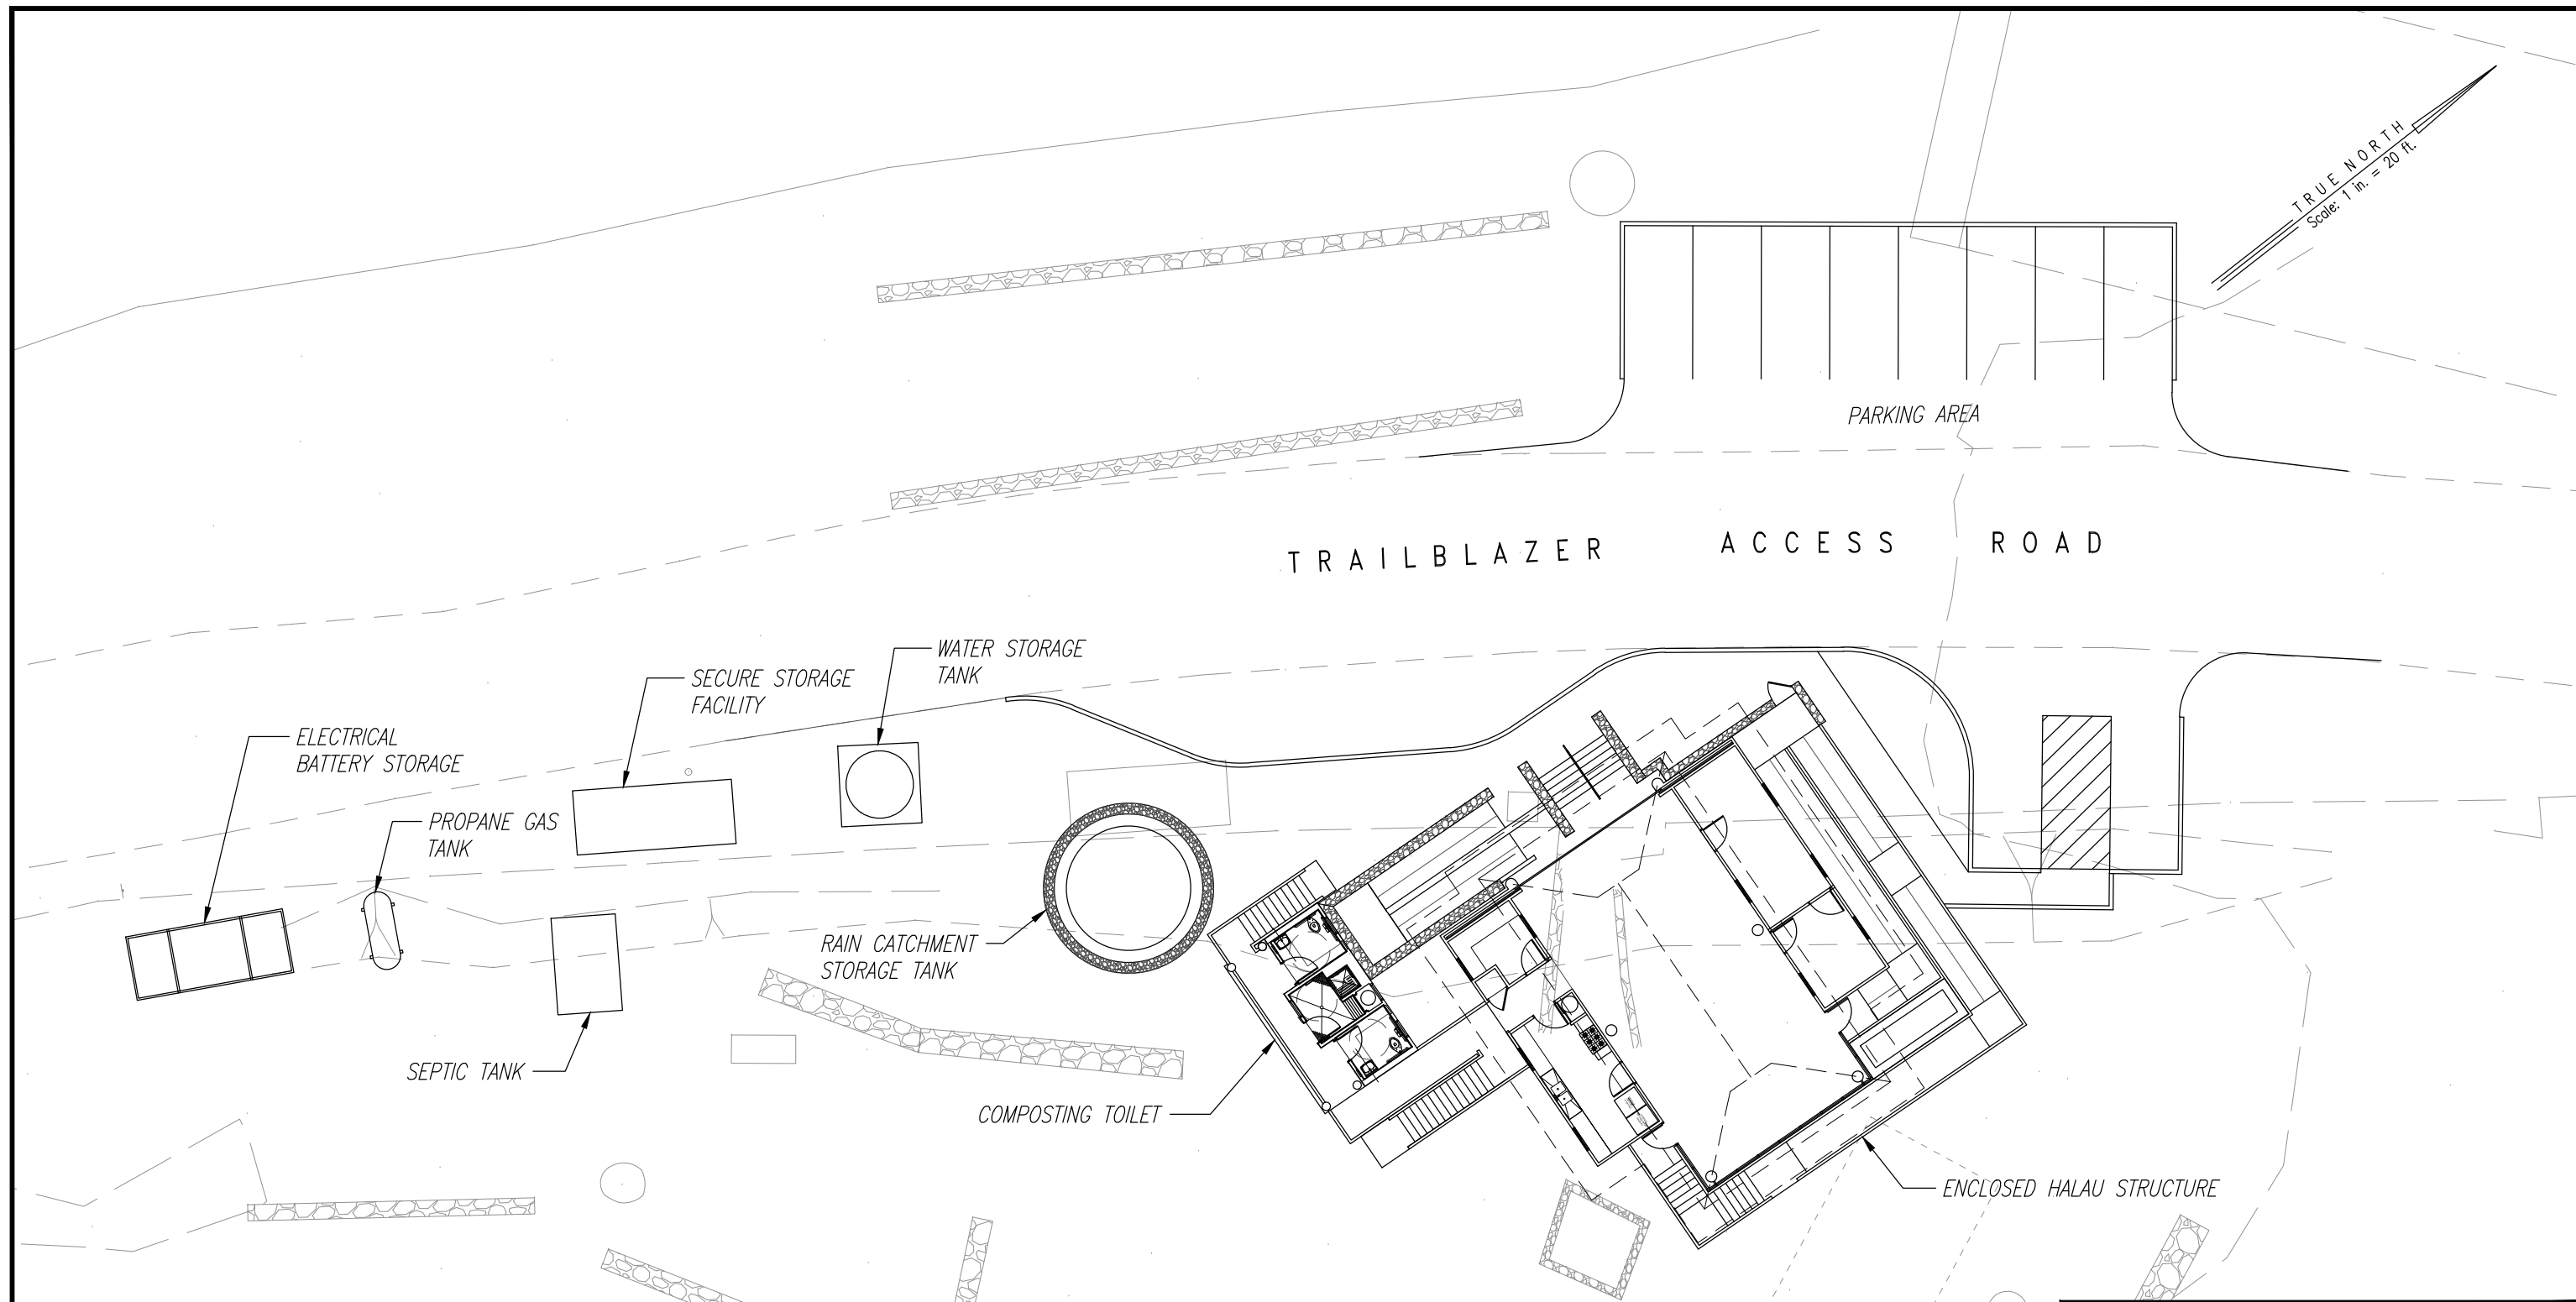 TRUE NORTH
Scale: 1 in. = 20 ft.
PARKING AREA
TRAILBLAZER ACCESS ROAD
WATER STORAGE
TANK
SECURE STORAGE
FACILITY
ELECTRICAL
BATTERY STORAGE
PROPANE GAS
TANK
RAIN CATCHMENT
STORAGE TANK
SEPTIC TANK
COMPOSTING TOILET
ENCLOSED HALAU STRUCTURE